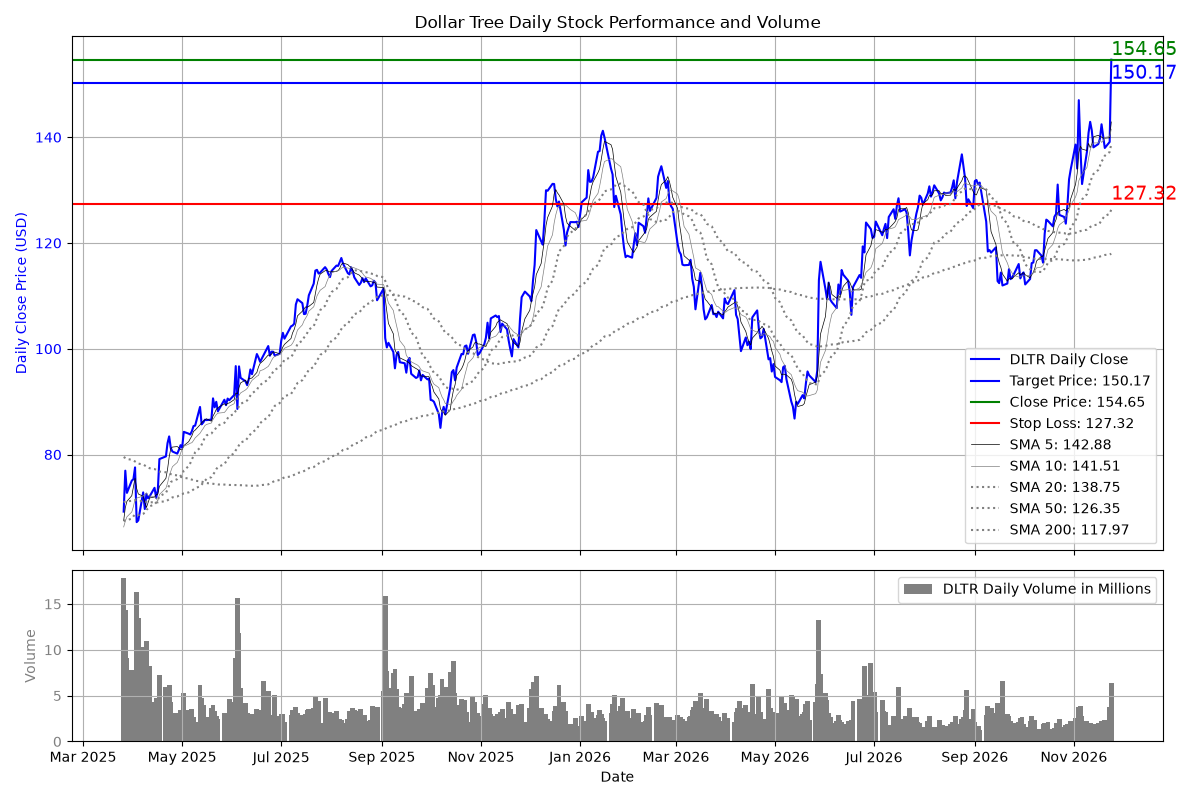 Dollar Tree Daily Stock Performance and Volume
154.65
150.17
140
127.32
120
100
80
Daily Close Price (USD)
DLTR Daily Close
Target Price: 150.17
Close Price: 154.65
Stop Loss: 127.32
SMA 5: 142.88
SMA 10: 141.51
SMA 20: 138.75
SMA 50: 126.35
SMA 200: 117.97
DLTR Daily Volume in Millions
15
10
5
0
Volume
Mar 2025 May 2025 Jul 2025 Sep 2025 Nov 2025 Jan 2026 Mar 2026 May 2026 Jul 2026 Sep 2026 Nov 2026
Date